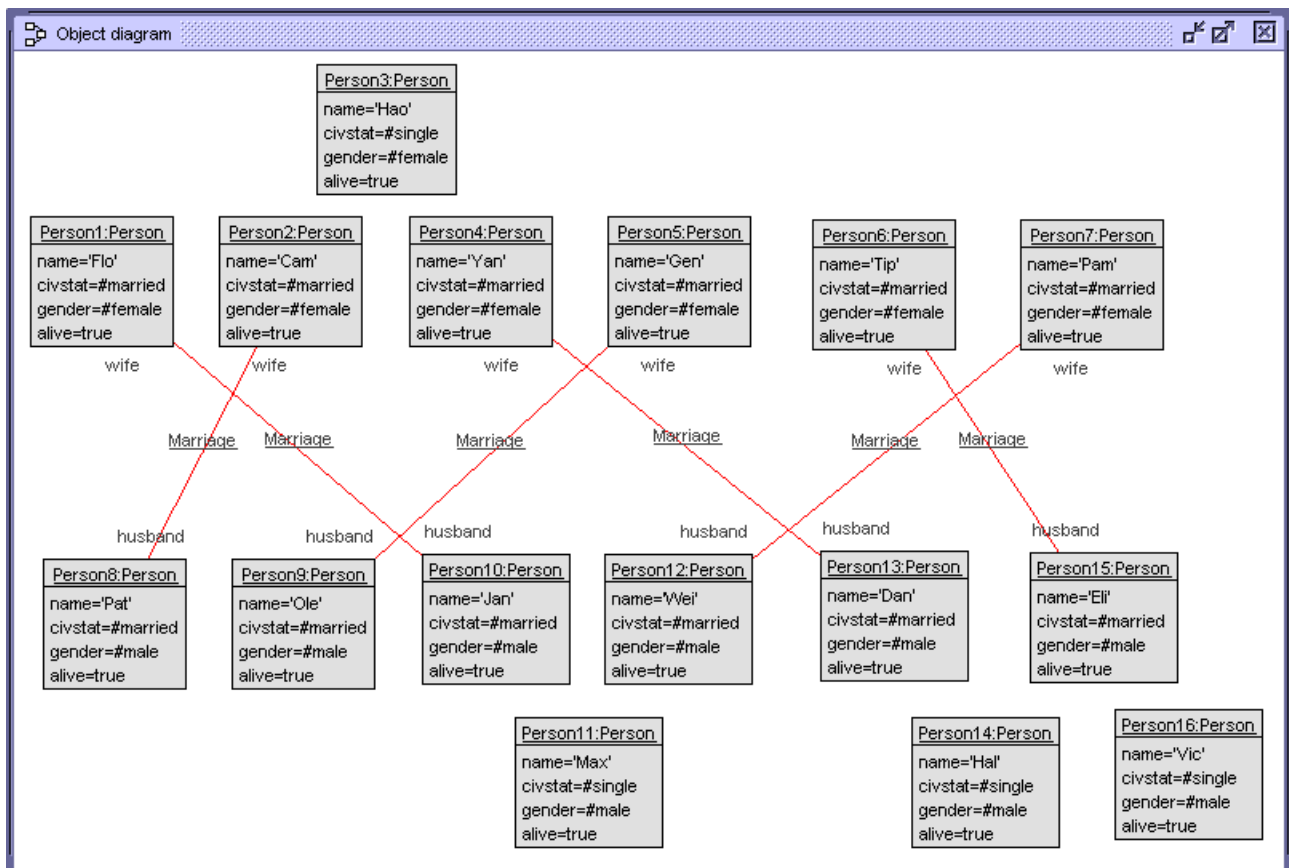 Object diagram
Person3:Person
name='Hao'
civstat=#single
gender=#female
alive=true
Person1:Person
name='Flo'
civstat=#married
gender=#female
alive=true
Person2:Person
name='Cam'
civstat=#married
gender=#female
alive=true
Person4:Person
name='Yan'
civstat=#married
gender=#female
alive=true
Person5:Person
name='Gen'
civstat=#married
gender=#female
alive=true
Person6:Person
name='Tip'
civstat=#married
gender=#female
alive=true
Person7:Person
name='Pam'
civstat=#married
gender=#female
alive=true
wife
wife
wife
wife
wife
wife
Marriage
Marriage
Marriage
Marriage
Marriage
Marriage
husband
husband
husband
husband
husband
husband
Person8:Person
name='Pat'
civstat=#married
gender=#male
alive=true
Person9:Person
name='Ole'
civstat=#married
gender=#male
alive=true
Person10:Person
name='Jan'
civstat=#married
gender=#male
alive=true
Person12:Person
name='Wei'
civstat=#married
gender=#male
alive=true
Person13:Person
name='Dan'
civstat=#married
gender=#male
alive=true
Person15:Person
name='Eli'
civstat=#married
gender=#male
alive=true
Person11:Person
name='Max'
civstat=#single
gender=#male
alive=true
Person14:Person
name='Hal'
civstat=#single
gender=#male
alive=true
Person16:Person
name='Vic'
civstat=#single
gender=#male
alive=true